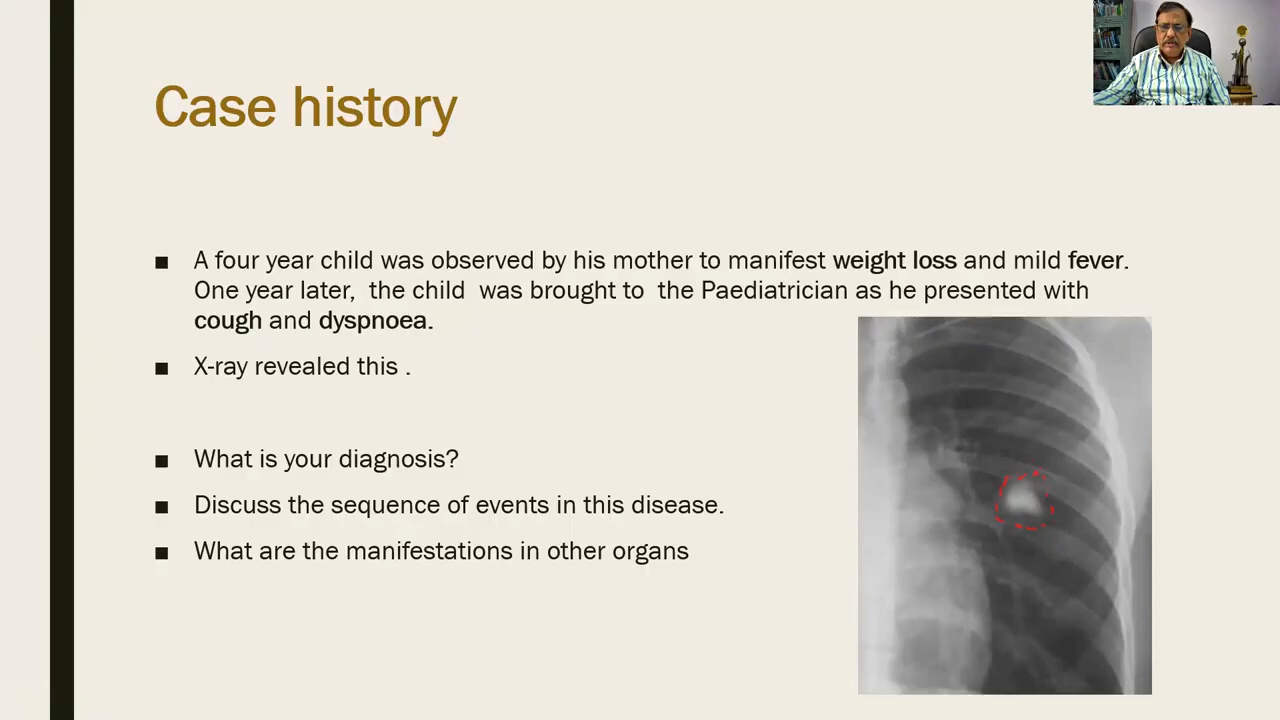 Case history
■ A four year child was observed by his mother to manifest weight loss and mild fever.
One year later, the child was brought to the Paediatrician as he presented with
cough and dyspnoea.
■ X-ray revealed this .
■ What is your diagnosis?
■ Discuss the sequence of events in this disease.
■ What are the manifestations in other organs